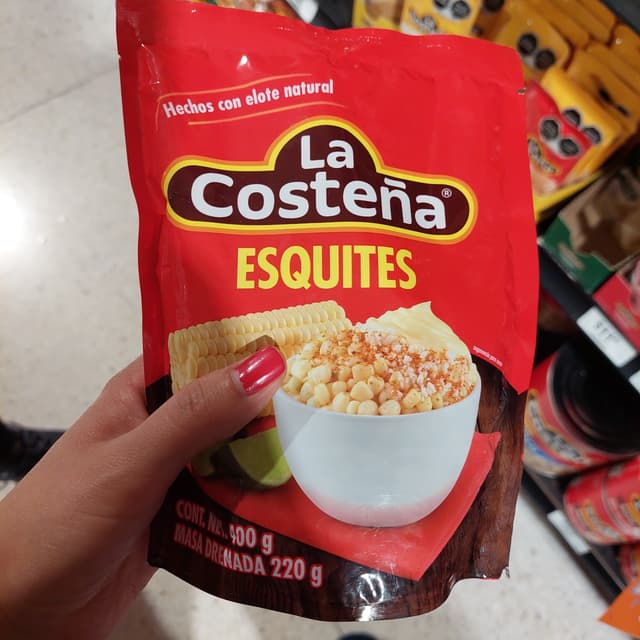 Hechos con elote natural
La
Costeña®
ESQUITES
CONT. NET. 400 g
MASA DRENADA 220 g